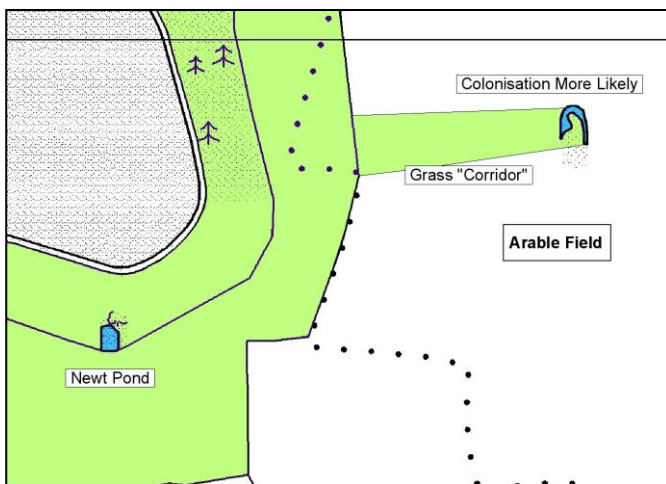 Colonisation More Likely
Grass "Corridor"
Arable Field
Newt Pond